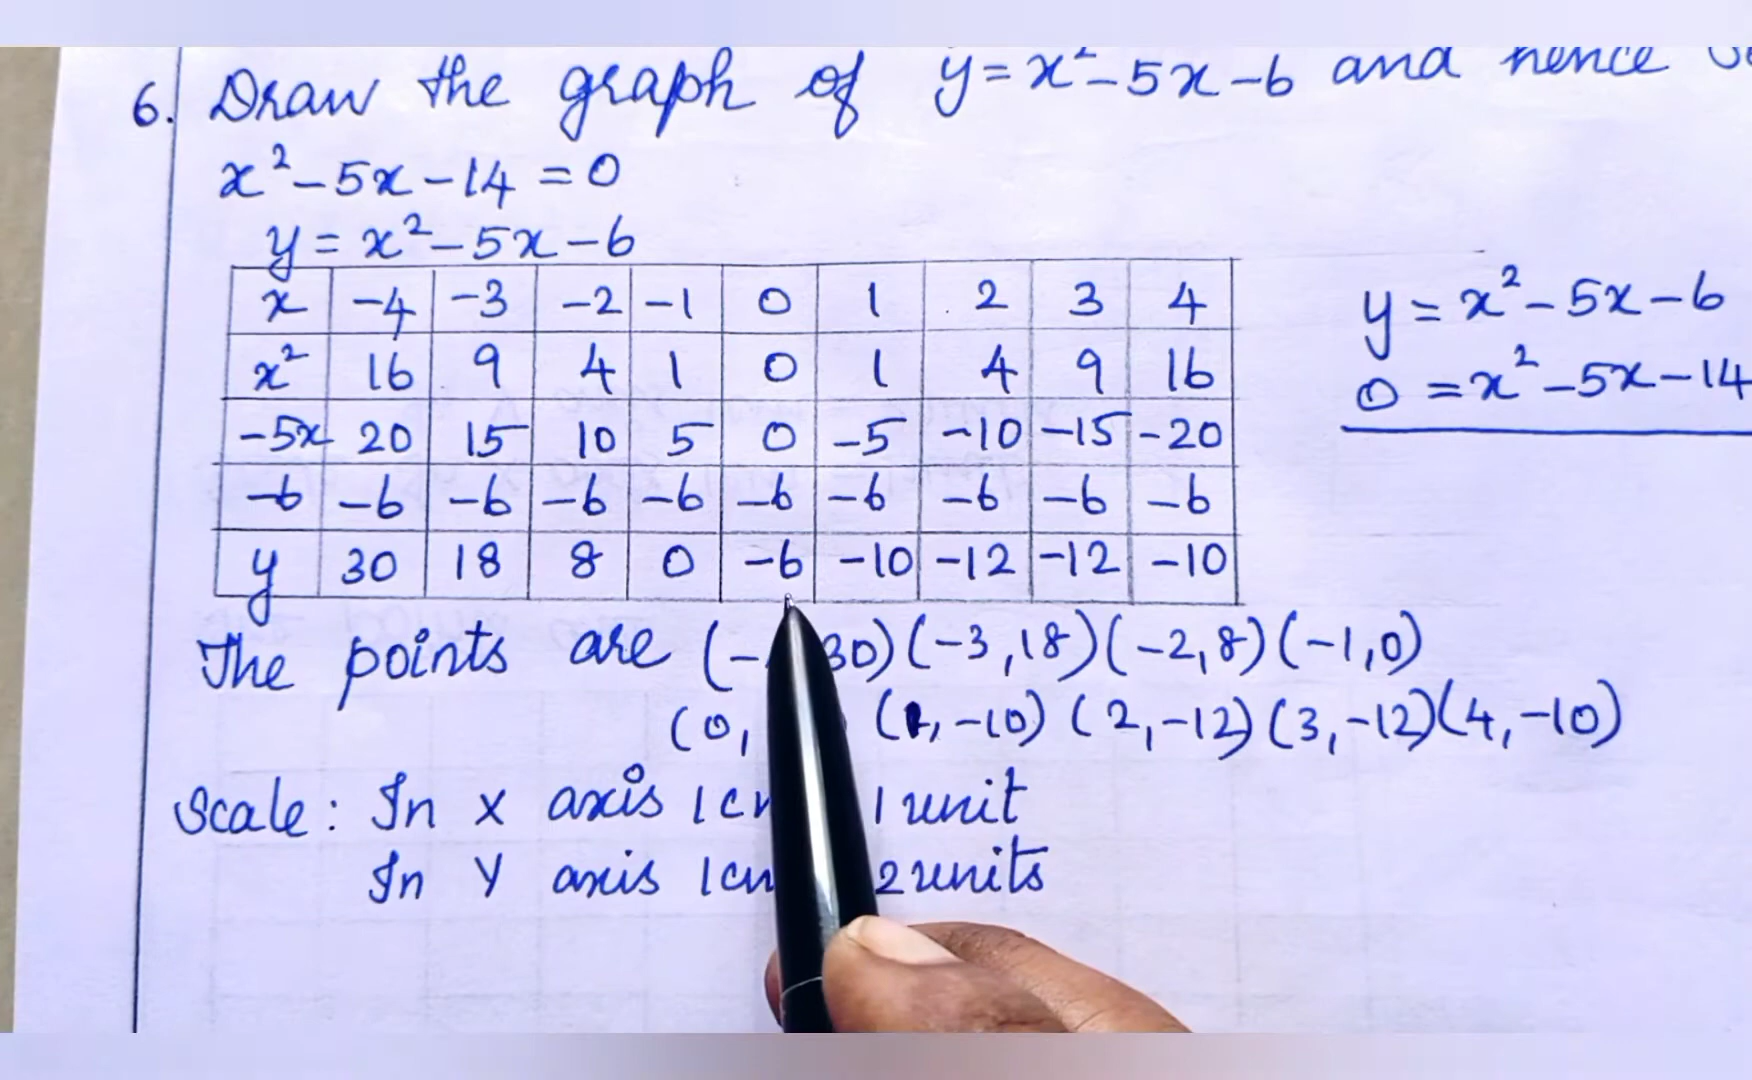 6. Draw the graph of y = x² - 5x - 6 and hence
x² - 5x - 14 = 0
y = x² - 5x - 6
x -4 -3 -2 -1 0 1 2 3 4
x² 16 9 4 1 0 1 4 9 16
-5x 20 15 10 5 0 -5 -10 -15 -20
-6 -6 -6 -6 -6 -6 -6 -6 -6 -6
y 30 18 8 0 -6 -10 -12 -12 -10
y = x² - 5x - 6
0 = x² - 5x - 14
The points are (- 30) (-3, 18) (-2, 8) (-1, 0)
(0, (1, -10) (2, -12) (3, -12) (4, -10)
Scale: In X axis 1 unit
In Y axis 2 units